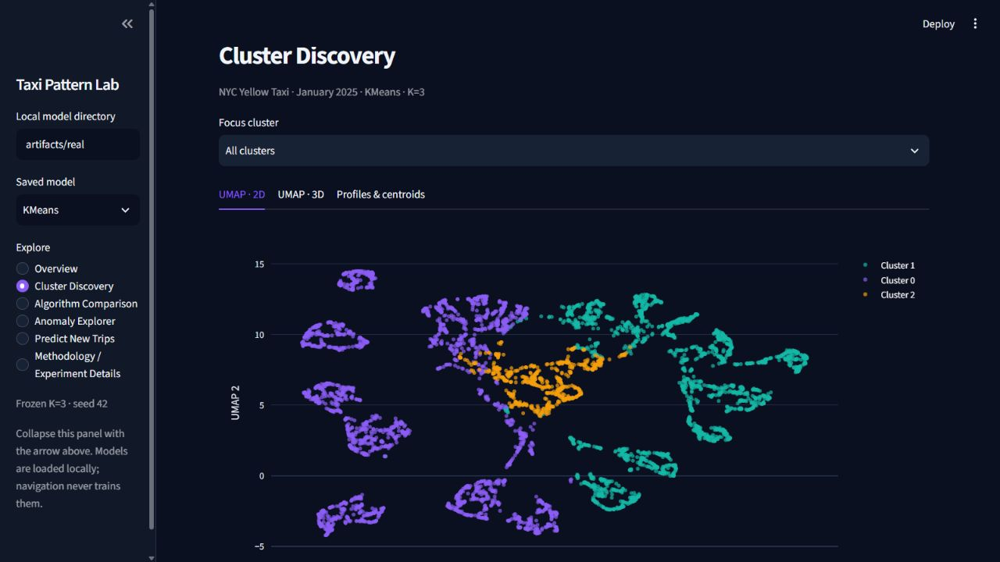 Deploy
Taxi Pattern Lab
Local model directory
artifacts/real
Saved model
KMeans
Explore
Overview
Cluster Discovery
Algorithm Comparison
Anomaly Explorer
Predict New Trips
Methodology /
Experiment Details
Frozen K=3 · seed 42
Collapse this panel with
the arrow above. Models
are loaded locally;
navigation never trains
them.
Cluster Discovery
NYC Yellow Taxi · January 2025 · KMeans · K=3
Focus cluster
All clusters
UMAP · 2D
UMAP · 3D
Profiles & centroids
15
10
5
0
−5
UMAP 2
Cluster 1
Cluster 0
Cluster 2